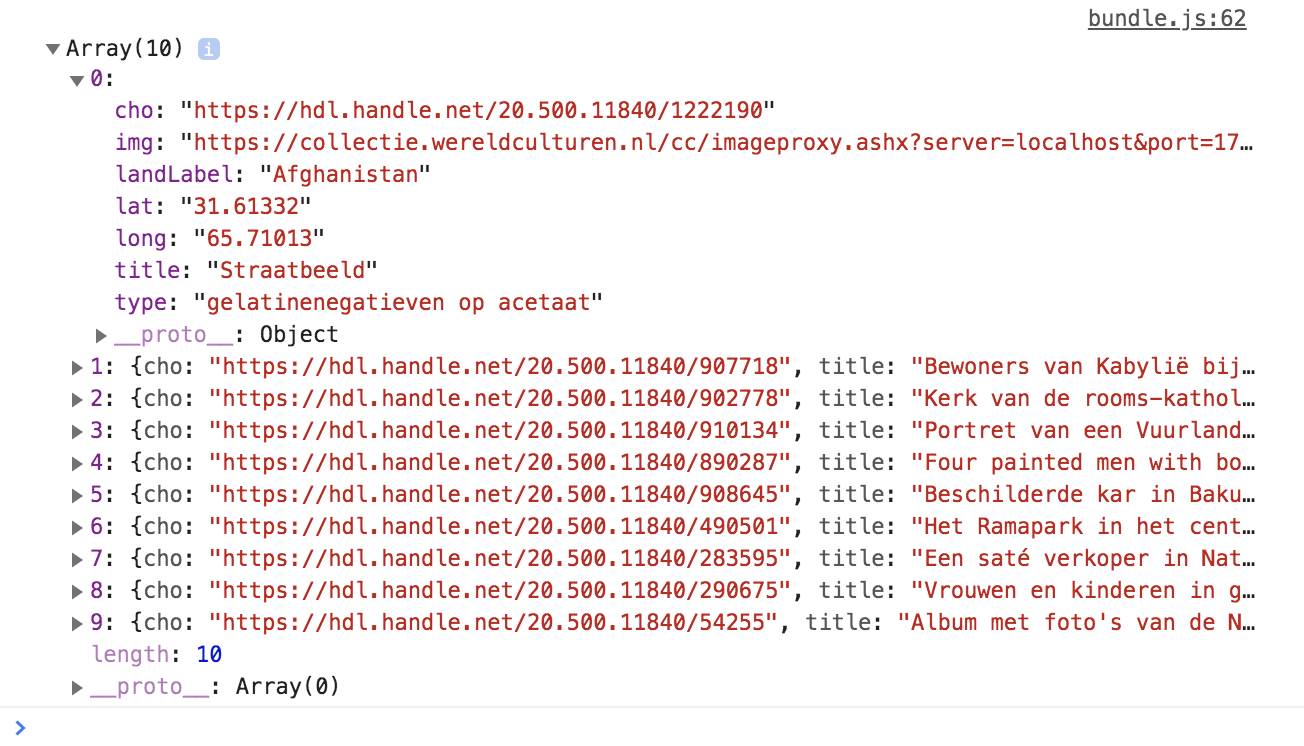 bundle.js:62
▼Array(10) i
▼0:
cho: "https://hdl.handle.net/20.500.11840/1222190"
img: "https://collectie.wereldculturen.nl/cc/imageproxy.ashx?server=localhost&port=17…
landLabel: "Afghanistan"
lat: "31.61332"
long: "65.71013"
title: "Straatbeeld"
type: "gelatinenegatieven op acetaat"
▶__proto__: Object
▶1: {cho: "https://hdl.handle.net/20.500.11840/907718", title: "Bewoners van Kabylië bij…
▶2: {cho: "https://hdl.handle.net/20.500.11840/902778", title: "Kerk van de rooms-kathol…
▶3: {cho: "https://hdl.handle.net/20.500.11840/910134", title: "Portret van een Vuurland…
▶4: {cho: "https://hdl.handle.net/20.500.11840/890287", title: "Four painted men with bo…
▶5: {cho: "https://hdl.handle.net/20.500.11840/908645", title: "Beschilderde kar in Baku…
▶6: {cho: "https://hdl.handle.net/20.500.11840/490501", title: "Het Ramapark in het cent…
▶7: {cho: "https://hdl.handle.net/20.500.11840/283595", title: "Een saté verkoper in Nat…
▶8: {cho: "https://hdl.handle.net/20.500.11840/290675", title: "Vrouwen en kinderen in g…
▶9: {cho: "https://hdl.handle.net/20.500.11840/54255", title: "Album met foto's van de N…
length: 10
▶__proto__: Array(0)